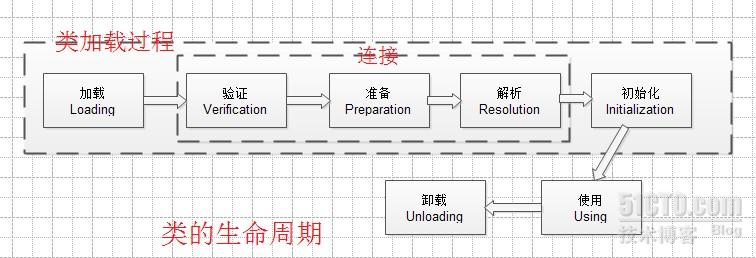 类加载过程
连接
加载
Loading
验证
Verification
准备
Preparation
解析
Resolution
初始化
Initialization
卸载
Unloading
使用
Using
类的生命周期
51CTO.com
技术博客 Blog